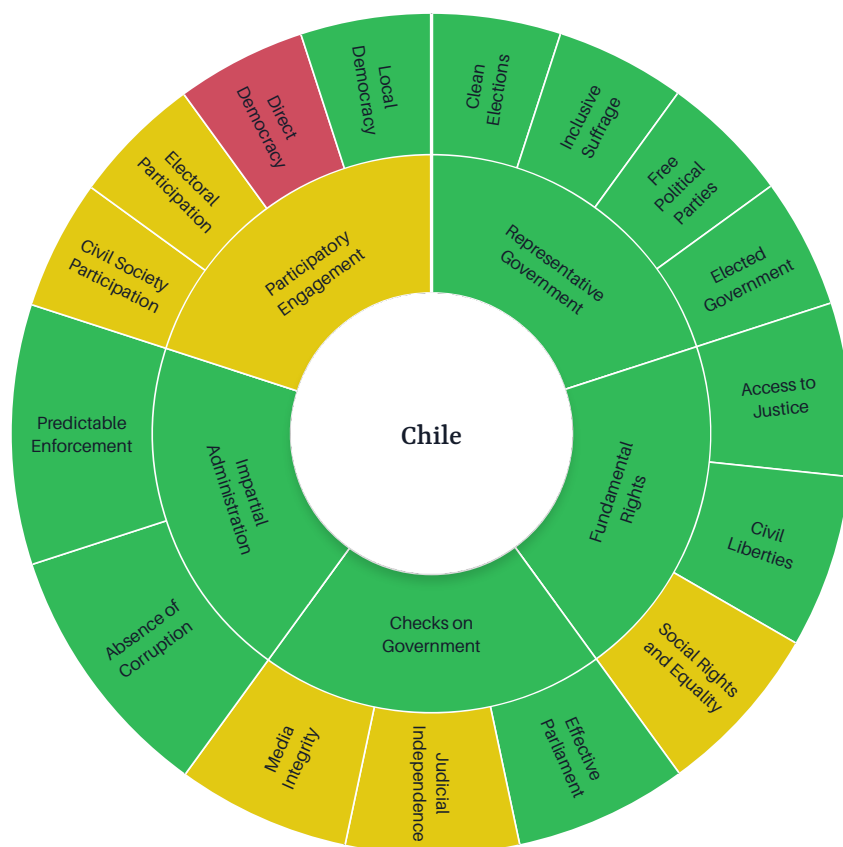 Chile
Representative
Government
Fundamental
Rights
Checks on
Government
Impartial
Administration
Participatory
Engagement
Clean
Elections
Inclusive
Suffrage
Free
Political
Parties
Elected
Government
Access to
Justice
Civil
Liberties
Social Rights
and Equality
Effective
Parliament
Judicial
Independence
Media
Integrity
Absence of
Corruption
Predictable
Enforcement
Civil Society
Participation
Electoral
Participation
Direct
Democracy
Local
Democracy